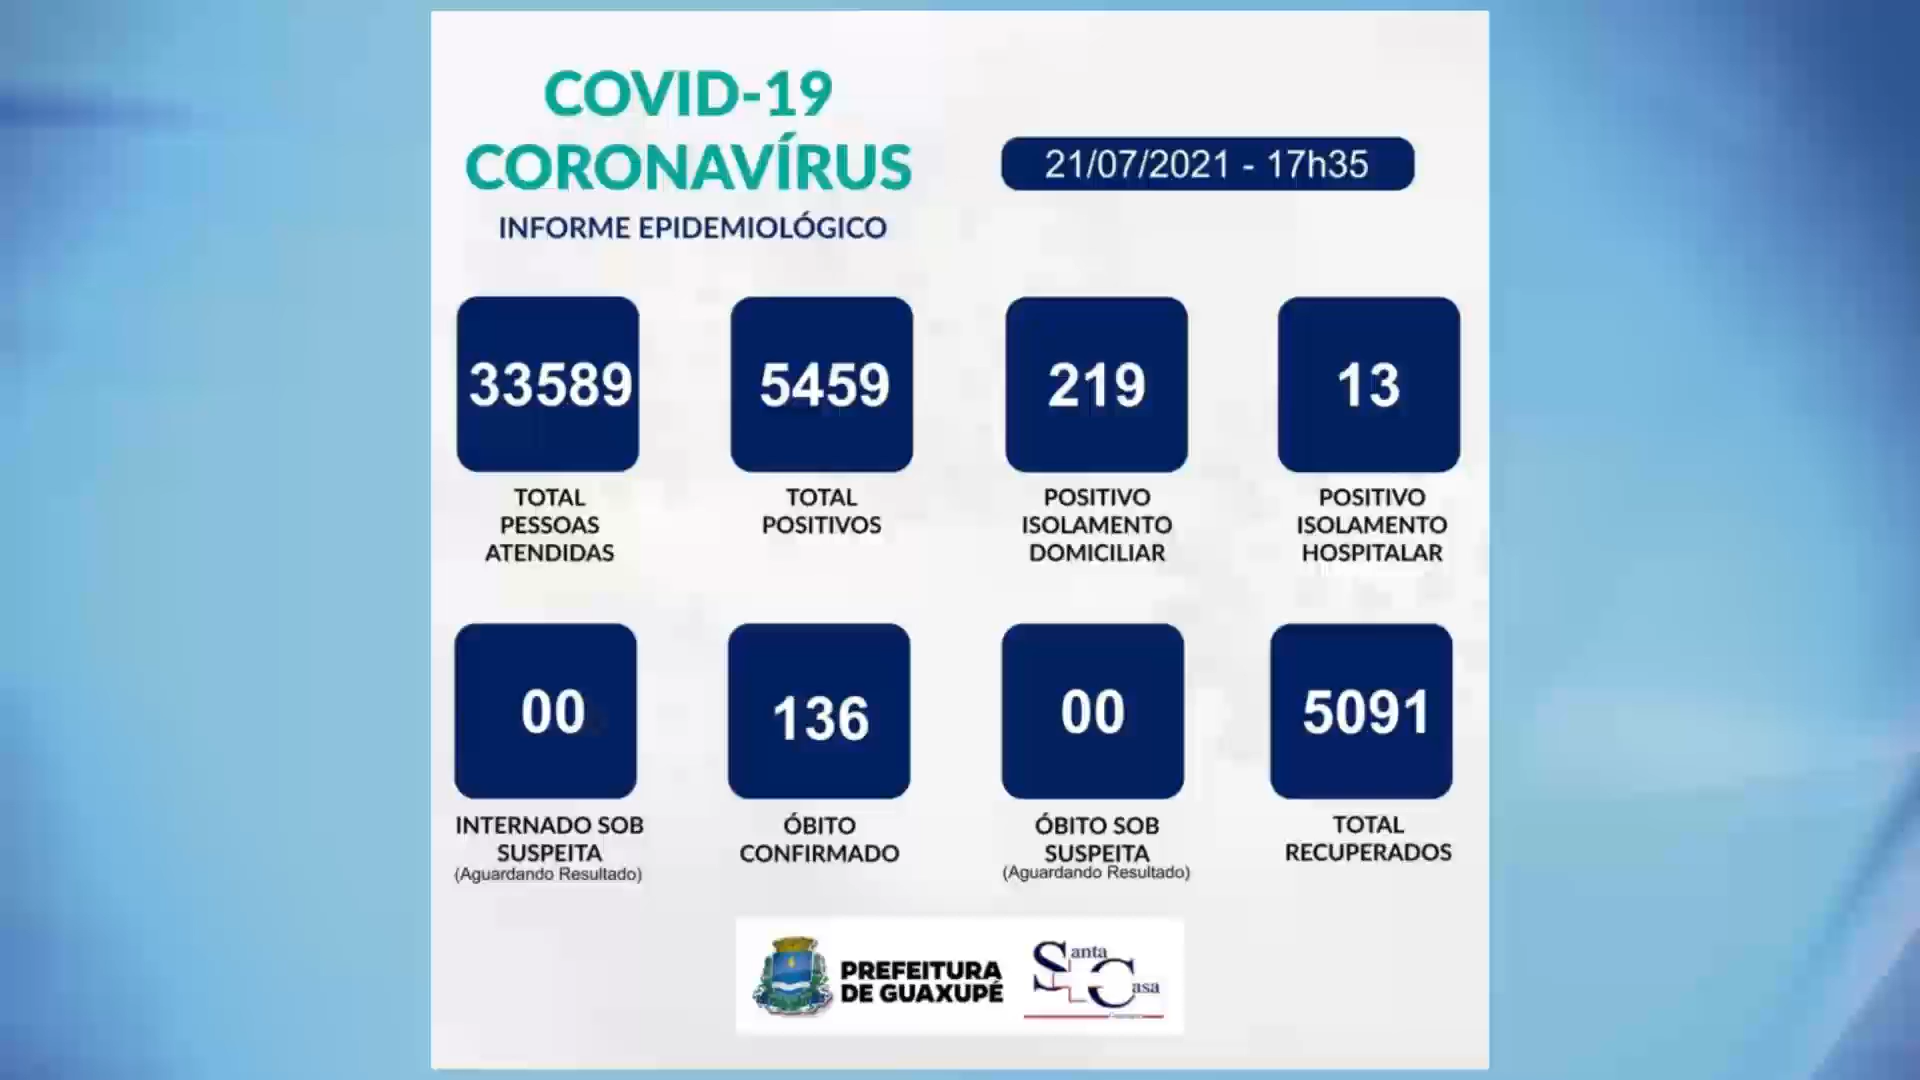 COVID-19
CORONAVÍRUS
INFORME EPIDEMIOLÓGICO
21/07/2021 - 17h35
33589
5459
219
13
TOTAL
PESSOAS
ATENDIDAS
TOTAL
POSITIVOS
POSITIVO
ISOLAMENTO
DOMICILIAR
POSITIVO
ISOLAMENTO
HOSPITALAR
00
136
00
5091
INTERNADO SOB
SUSPEITA
(Aguardando Resultado)
ÓBITO
CONFIRMADO
ÓBITO SOB
SUSPEITA
(Aguardando Resultado)
TOTAL
RECUPERADOS
PREFEITURA
DE GUAXUPÉ
Santa
Casa